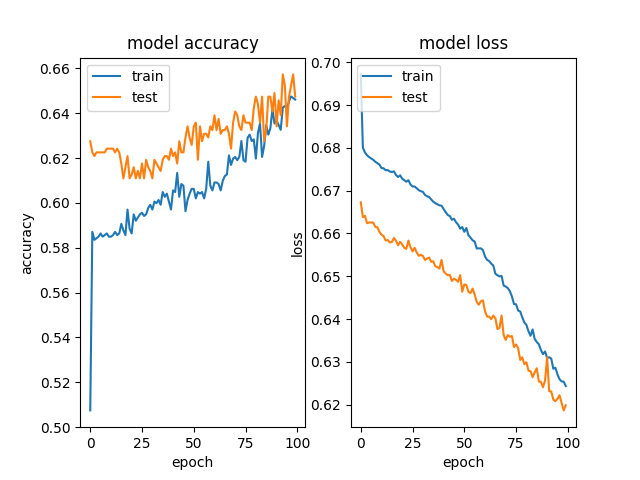 model accuracy
train
test
0.66
0.64
0.62
0.60
0.58
0.56
0.54
0.52
0.50
accuracy
0
25
50
75
100
epoch
model loss
train
test
0.70
0.69
0.68
0.67
0.66
0.65
0.64
0.63
0.62
loss
0
25
50
75
100
epoch